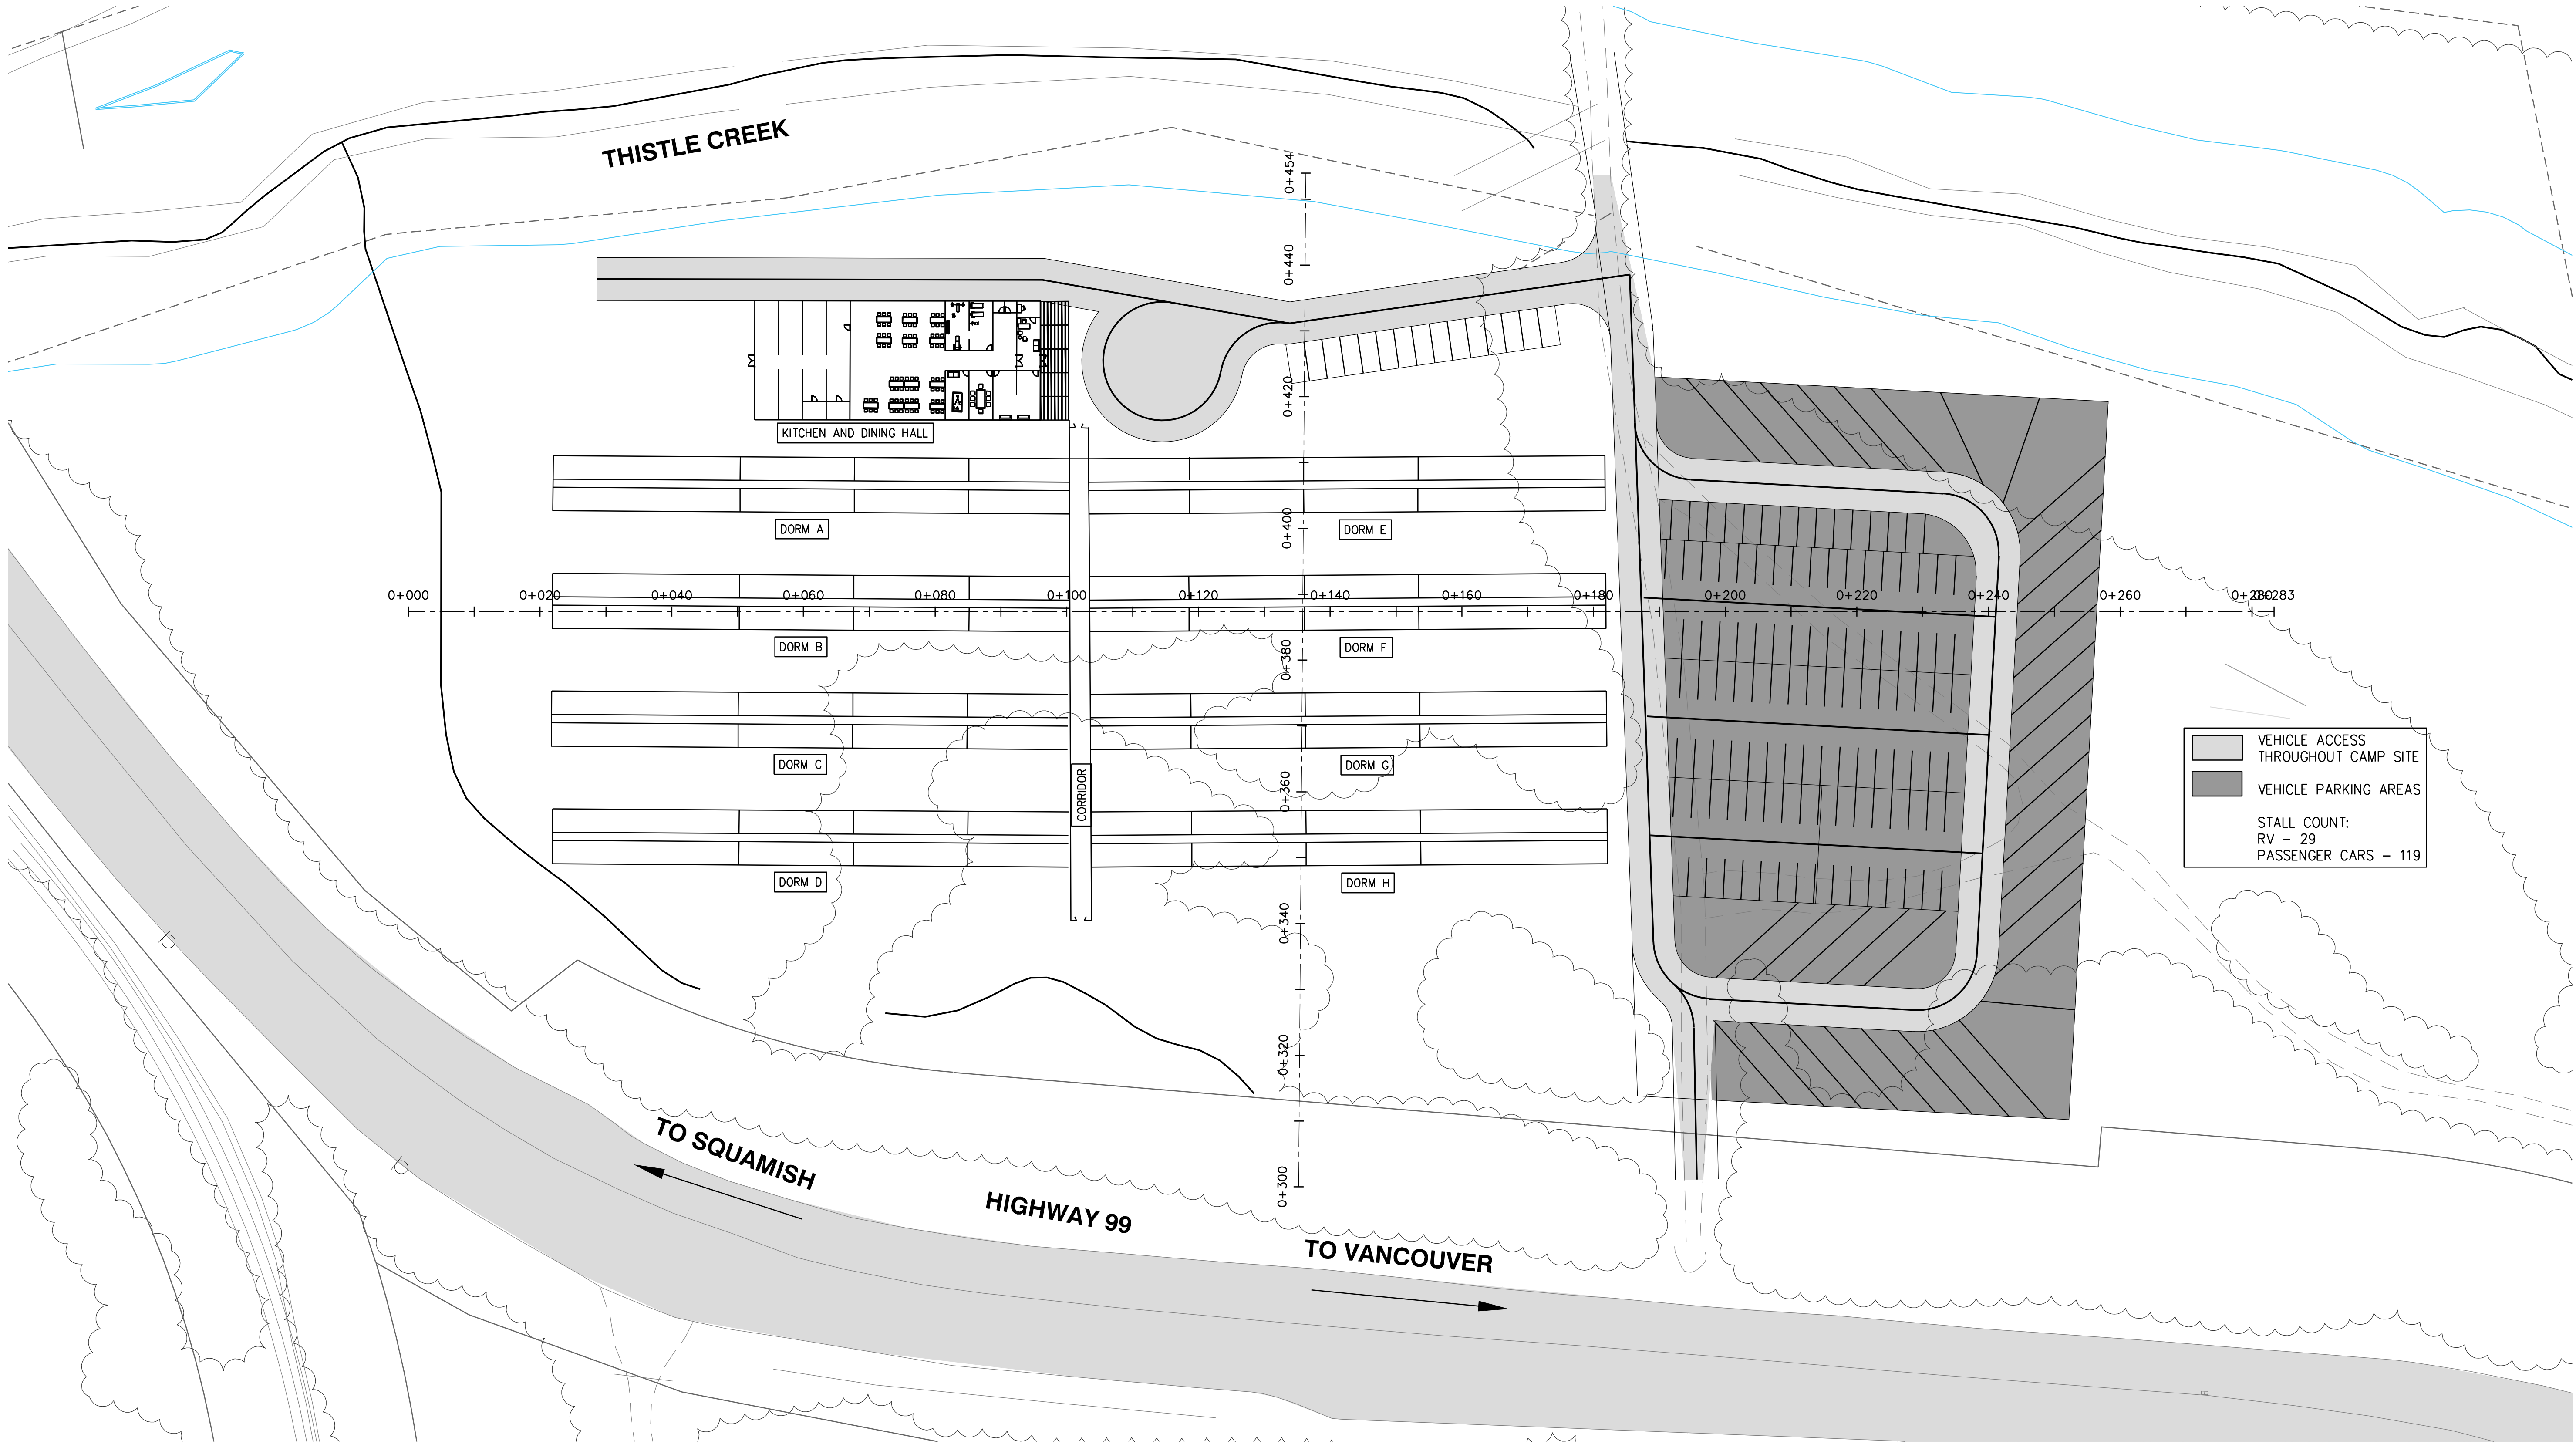 THISTLE CREEK
0+454
0+440
0+420
0+400
0+380
0+360
0+340
0+320
0+300
KITCHEN AND DINING HALL
DORM A
DORM E
0+000
0+020
0+040
0+060
0+080
0+100
0+120
0+140
0+160
0+180
0+200
0+220
0+240
0+260
0+280
0+283
DORM B
DORM F
DORM C
DORM G
CORRIDOR
DORM D
DORM H
VEHICLE ACCESS
THROUGHOUT CAMP SITE
VEHICLE PARKING AREAS
STALL COUNT:
RV - 29
PASSENGER CARS - 119
TO SQUAMISH
HIGHWAY 99
TO VANCOUVER